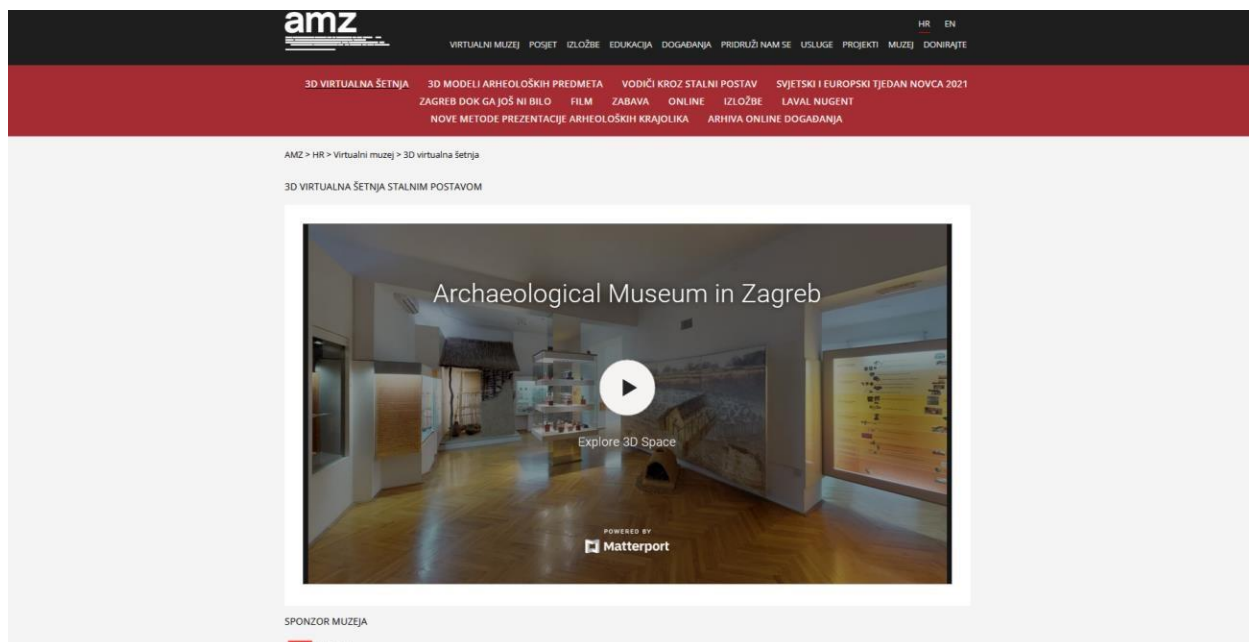 amz
HR EN
VIRTUALNI MUZEJ POSJET IZLOŽBE EDUKACIJA DOGAĐANJA PRIDRUŽI NAM SE USLUGE PROJEKTI MUZEJ DONIRAJTE
3D VIRTUALNA ŠETNJA 3D MODELI ARHEOLOŠKIH PREDMETA VODIČI KROZ STALNI POSTAV SVJETSKI I EUROPSKI TJEDAN NOVCA 2021
ZAGREB DOK GA JOŠ NI BILO FILM ZABAVA ONLINE IZLOŽBE LAVAL NUGENT
NOVE METODE PREZENTACIJE ARHEOLOŠKIH KRAJOLIKA ARHIVA ONLINE DOGAĐANJA
AMZ > HR > Virtualni muzej > 3D virtualna šetnja
3D VIRTUALNA ŠETNJA STALNIM POSTAVOM
Archaeological Museum in Zagreb
Explore 3D Space
POWERED BY
Matterport
SPONZOR MUZEJA